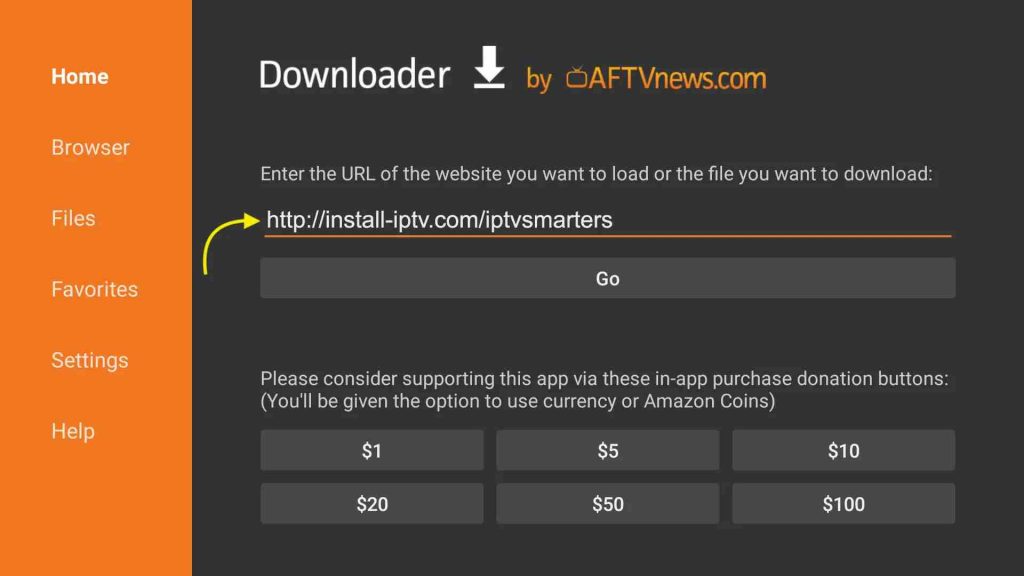 Home
Browser
Files
Favorites
Settings
Help
Downloader by AFTVnews.com
Enter the URL of the website you want to load or the file you want to download:
http://install-iptv.com/iptvsmarters
Go
Please consider supporting this app via these in-app purchase donation buttons:
(You'll be given the option to use currency or Amazon Coins)
$1 $5 $10
$20 $50 $100